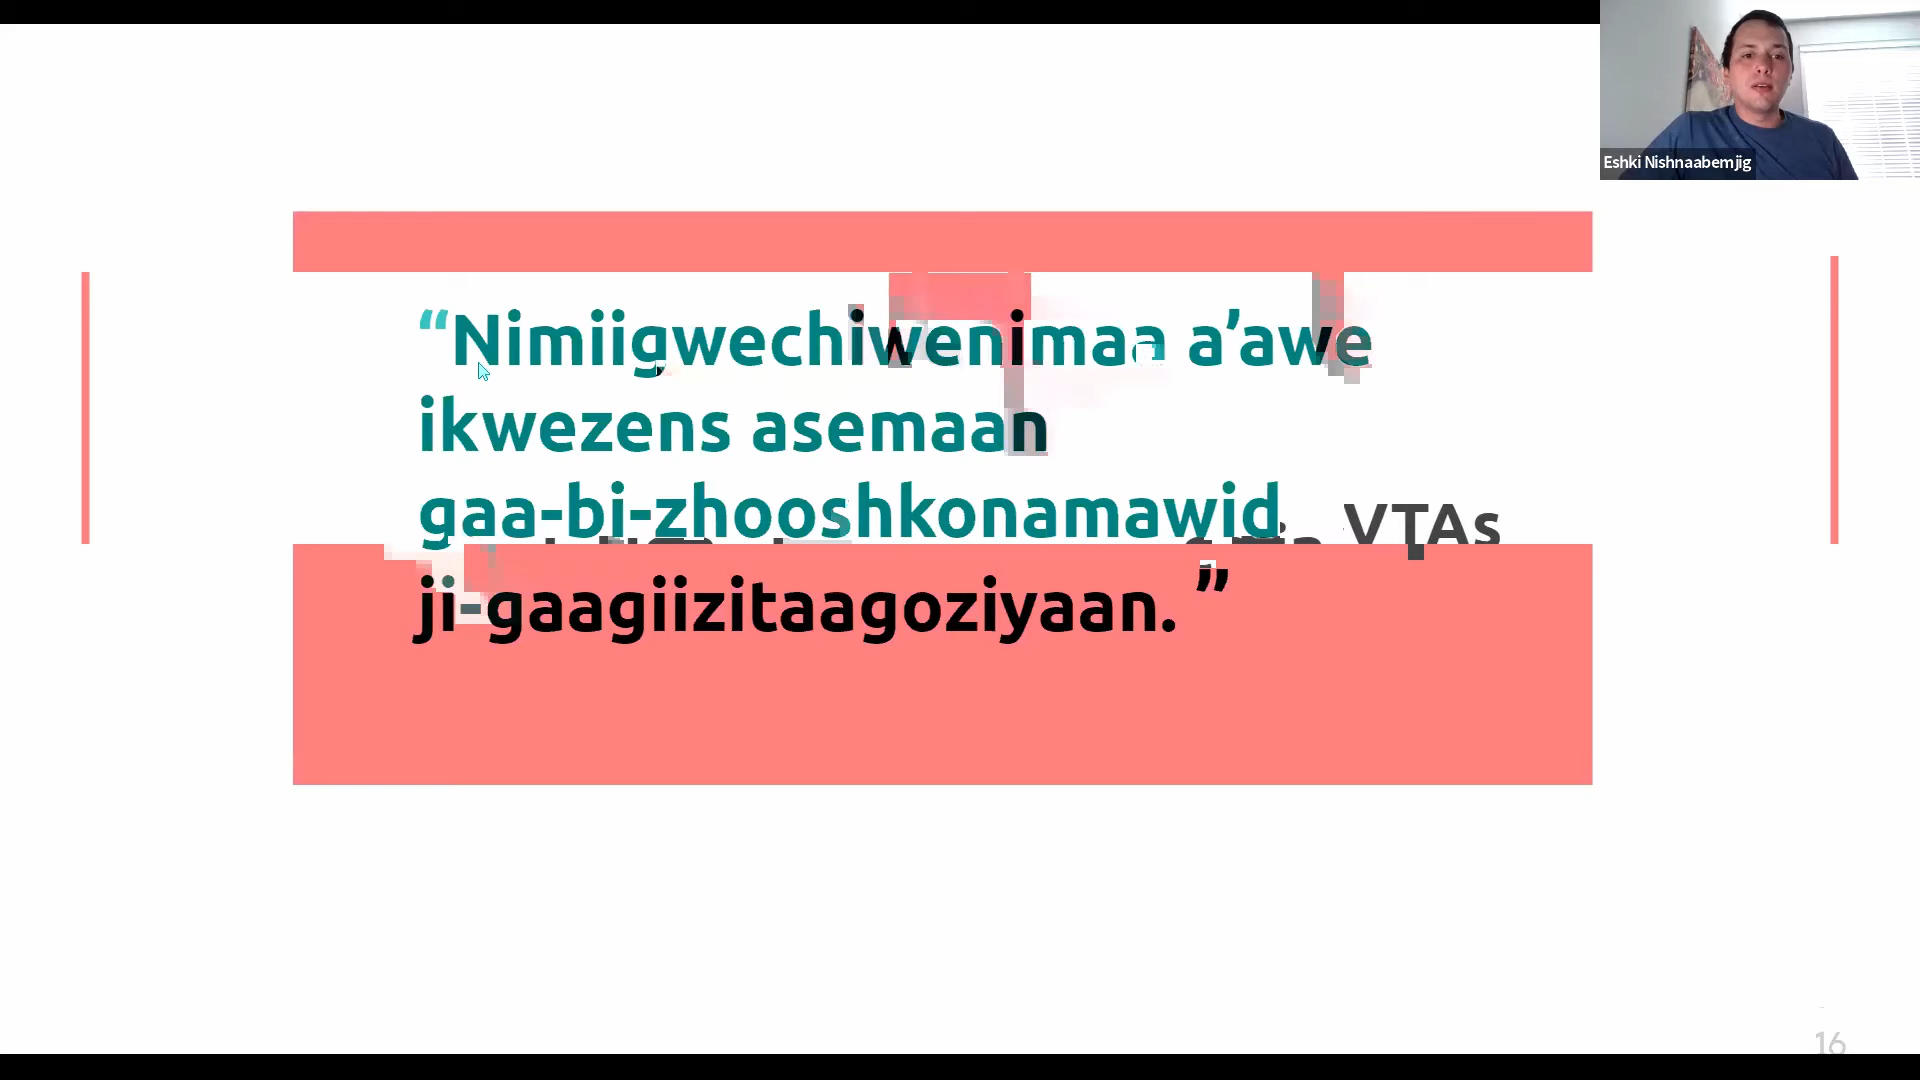 Eshki Nishnaabemjig
“Nimiigwechiwenimaa a’awe
ikwezens asemaan
gaa-bi-zhooshkonamawid
VTAs
ji-gaagiizitaagoziyaan. ”
16